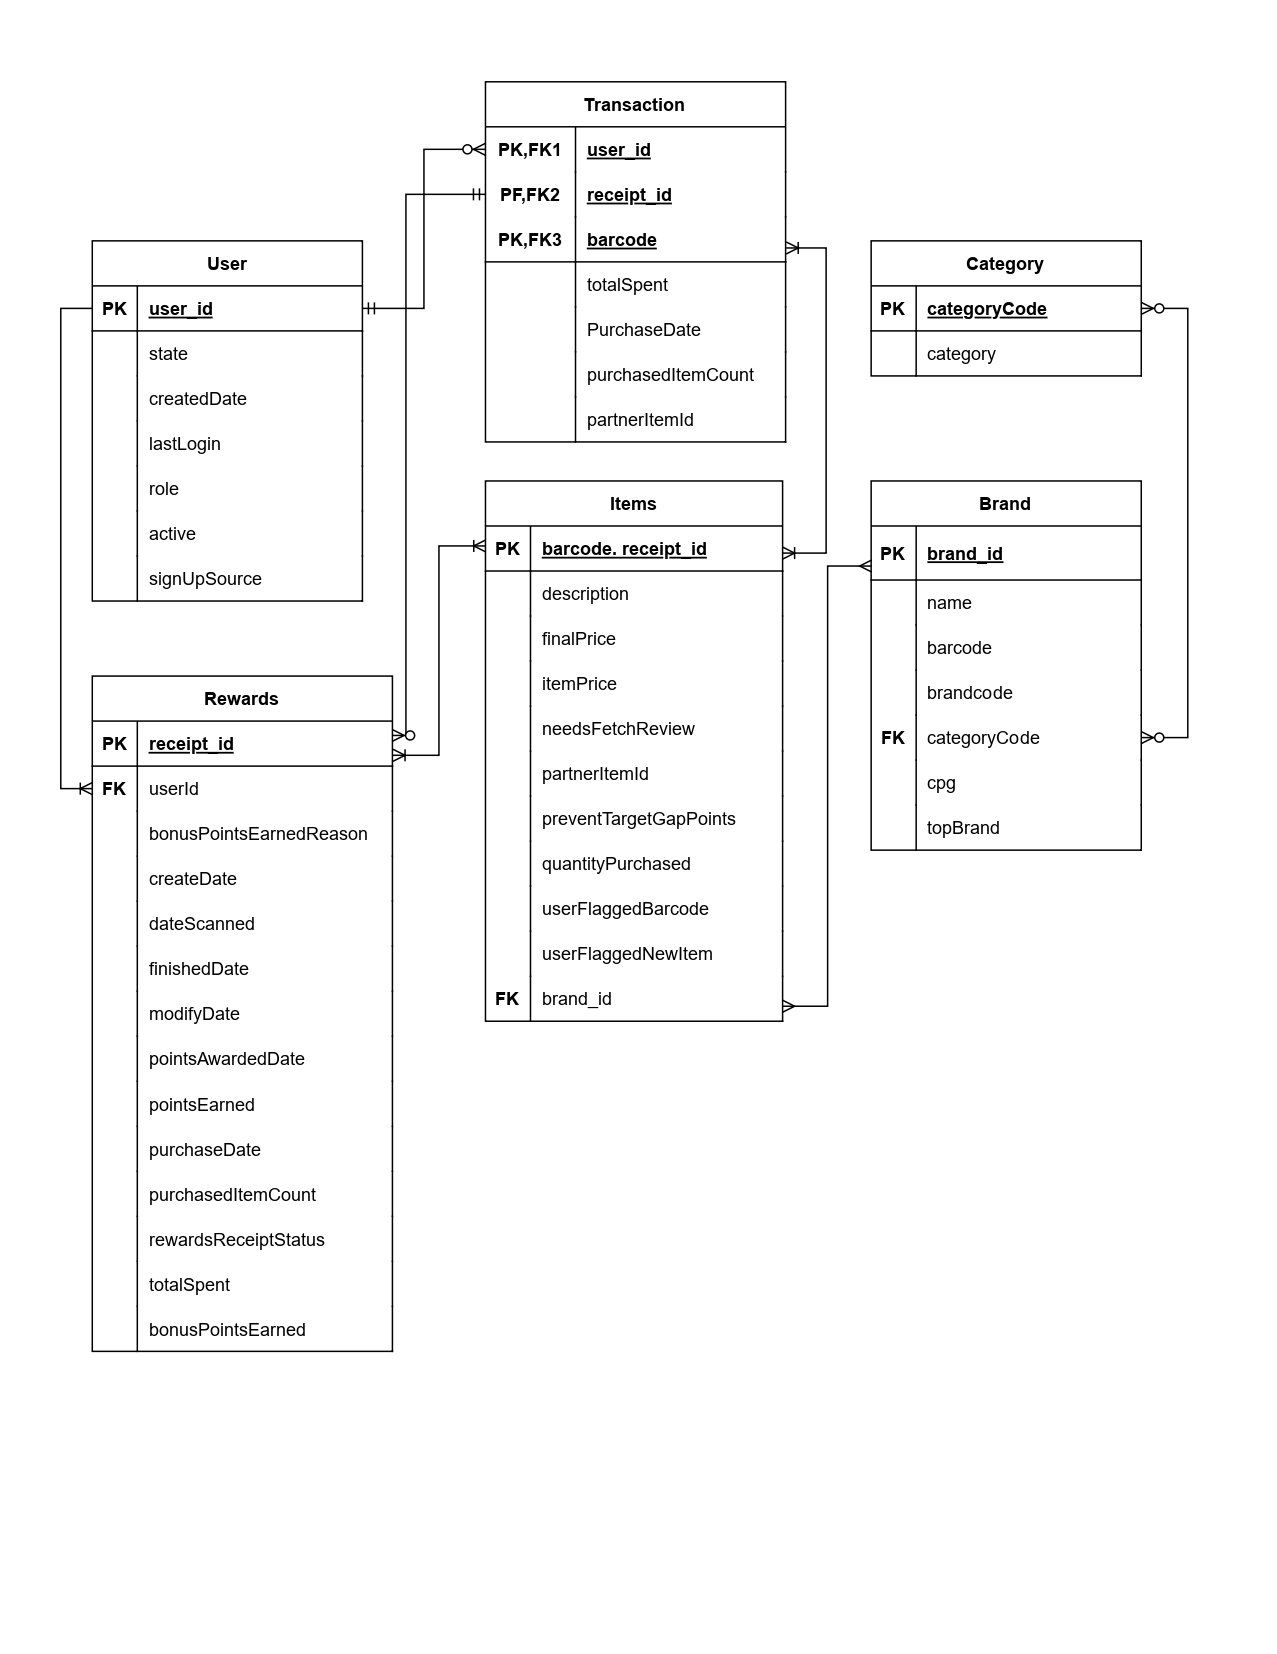 Transaction
PK,FK1 user_id
PF,FK2 receipt_id
PK,FK3 barcode
totalSpent
PurchaseDate
purchasedItemCount
partnerItemId
User
PK user_id
state
createdDate
lastLogin
role
active
signUpSource
Category
PK categoryCode
category
Items
PK barcode. receipt_id
description
finalPrice
itemPrice
needsFetchReview
partnerItemId
preventTargetGapPoints
quantityPurchased
userFlaggedBarcode
userFlaggedNewItem
FK brand_id
Brand
PK brand_id
name
barcode
brandcode
FK categoryCode
cpg
topBrand
Rewards
PK receipt_id
FK userId
bonusPointsEarnedReason
createDate
dateScanned
finishedDate
modifyDate
pointsAwardedDate
pointsEarned
purchaseDate
purchasedItemCount
rewardsReceiptStatus
totalSpent
bonusPointsEarned